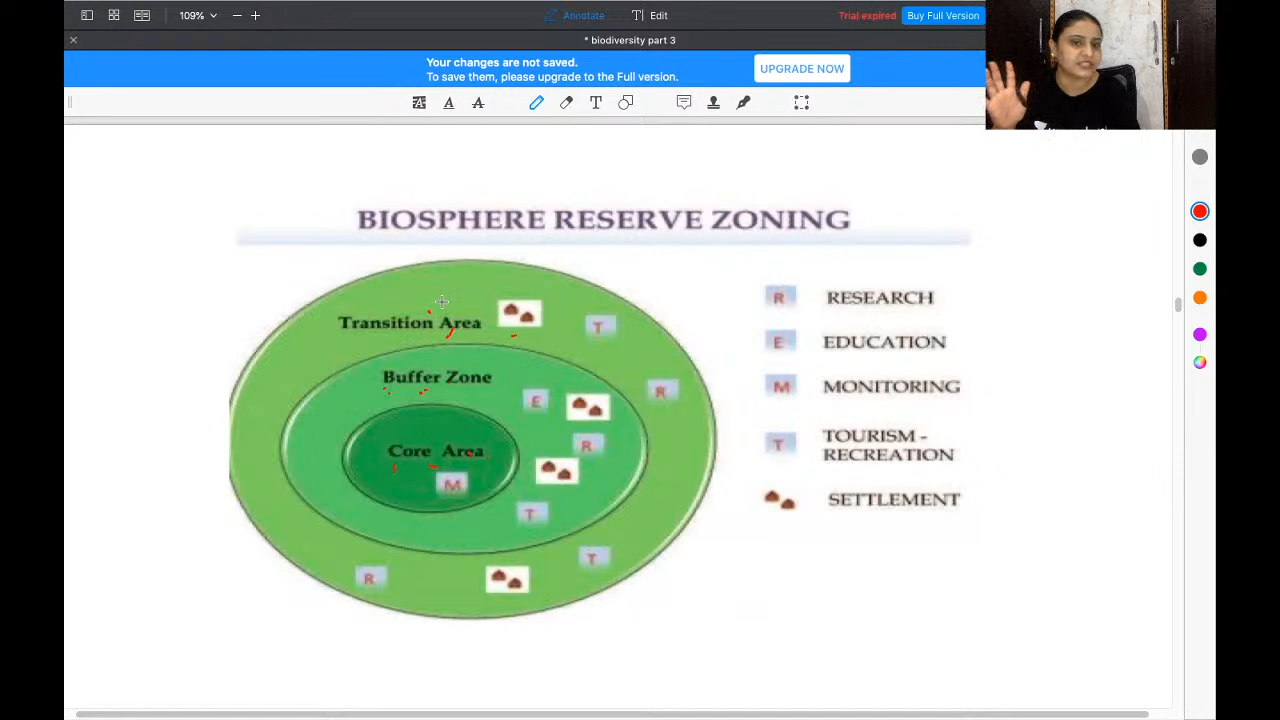 109%
Annotate
Edit
Trial expired
Buy Full Version
* biodiversity part 3
Your changes are not saved.
To save them, please upgrade to the Full version.
UPGRADE NOW
A
A
A
T
BIOSPHERE RESERVE ZONING
Transition Area
T
Buffer Zone
R
E
R
Core Area
M
T
T
R
R RESEARCH
E EDUCATION
M MONITORING
T TOURISM -
RECREATION
SETTLEMENT